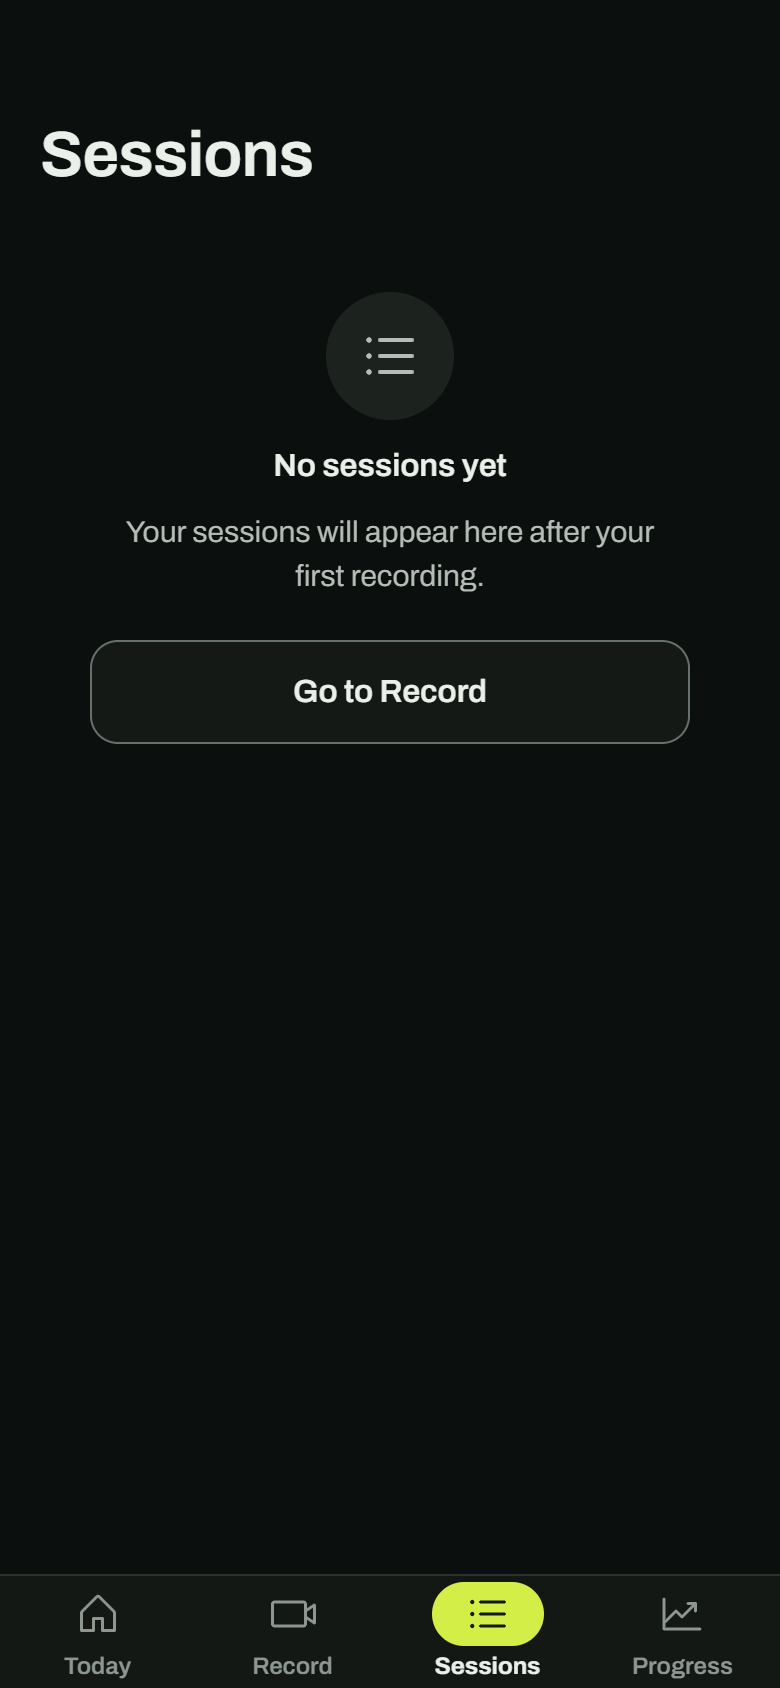 Sessions
No sessions yet
Your sessions will appear here after your
first recording.
Go to Record
Today
Record
Sessions
Progress